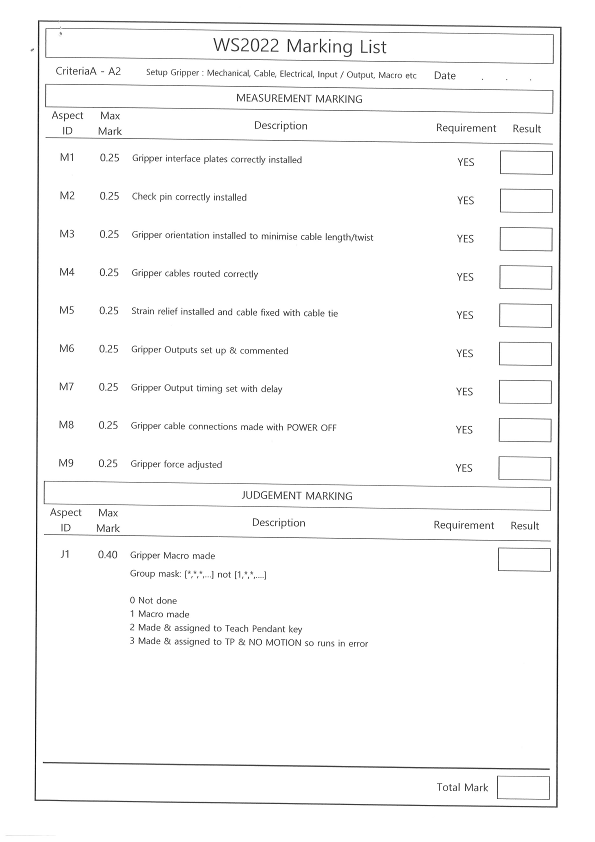 WS2022 Marking List
CriteriaA - A2 Setup Gripper : Mechanical, Cable, Electrical, Input / Output, Macro etc Date . . .
MEASUREMENT MARKING
Aspect ID Max Mark Description Requirement Result
M1 0.25 Gripper interface plates correctly installed YES
M2 0.25 Check pin correctly installed YES
M3 0.25 Gripper orientation installed to minimise cable length/twist YES
M4 0.25 Gripper cables routed correctly YES
M5 0.25 Strain relief installed and cable fixed with cable tie YES
M6 0.25 Gripper Outputs set up & commented YES
M7 0.25 Gripper Output timing set with delay YES
M8 0.25 Gripper cable connections made with POWER OFF YES
M9 0.25 Gripper force adjusted YES
JUDGEMENT MARKING
Aspect ID Max Mark Description Requirement Result
J1 0.40 Gripper Macro made
Group mask: [*,*,*,...] not [1,*,*,....]
0 Not done
1 Macro made
2 Made & assigned to Teach Pendant key
3 Made & assigned to TP & NO MOTION so runs in error
Total Mark